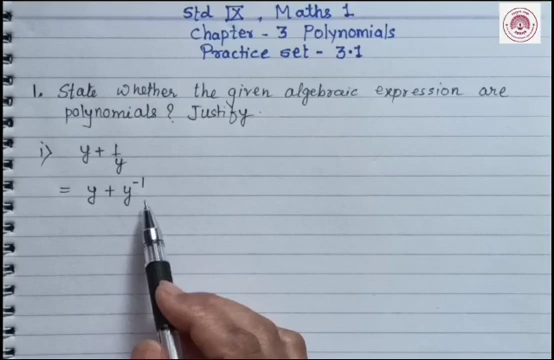 Std IX, Maths 1
Chapter - 3 Polynomials
Practice set - 3.1
1. State whether the given algebraic expression are
polynomials? Justify.
i) y + 1/y
= y + y⁻¹